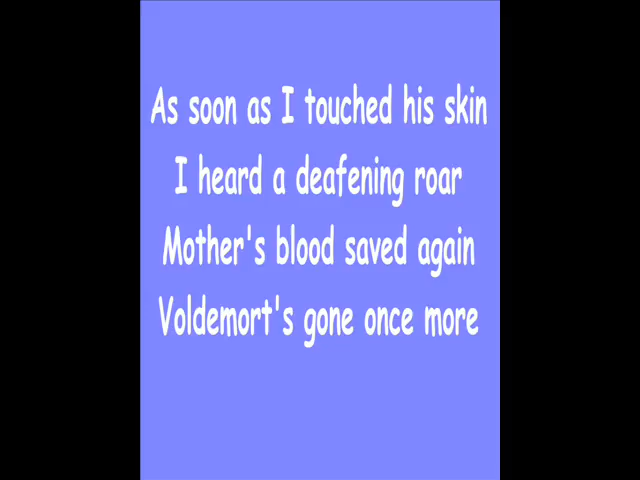 As soon as I touched his skin
I heard a deafening roar
Mother's blood saved again
Voldemort's gone once more